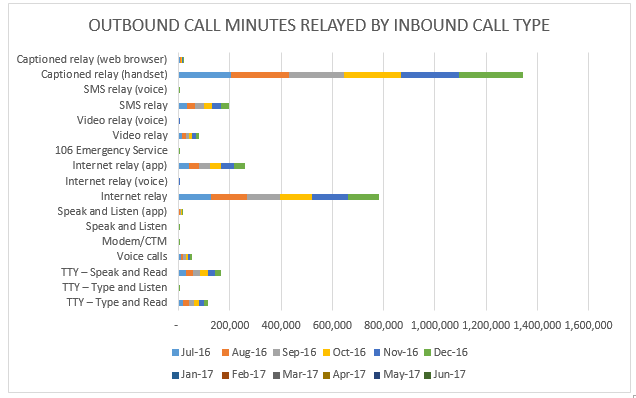 OUTBOUND CALL MINUTES RELAYED BY INBOUND CALL TYPE
Captioned relay (web browser)
Captioned relay (handset)
SMS relay (voice)
SMS relay
Video relay (voice)
Video relay
106 Emergency Service
Internet relay (app)
Internet relay (voice)
Internet relay
Speak and Listen (app)
Speak and Listen
Modem/CTM
Voice calls
TTY – Speak and Read
TTY – Type and Listen
TTY – Type and Read
- 200,000 400,000 600,000 800,000 1,000,000 1,200,000 1,400,000 1,600,000
Jul-16 Aug-16 Sep-16 Oct-16 Nov-16 Dec-16
Jan-17 Feb-17 Mar-17 Apr-17 May-17 Jun-17